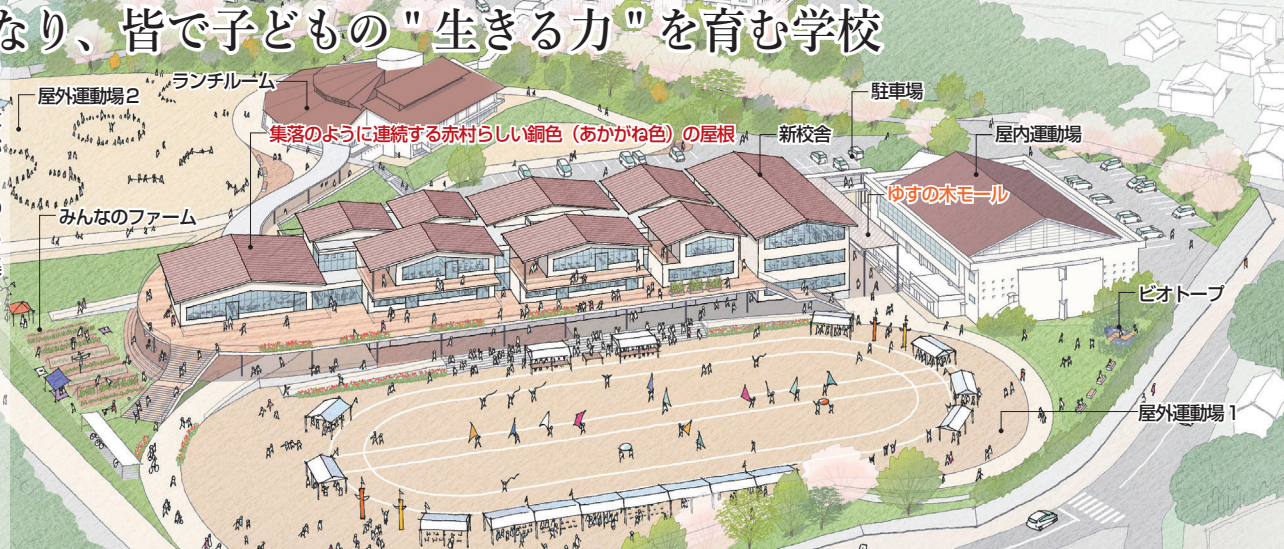 なり、皆で子どもの"生きる力"を育む学校
ランチルーム
屋外運動場2
駐車場
集落のように連続する赤村らしい銅色（あかがね色）の屋根
新校舎
屋内運動場
ゆすの木モール
みんなのファーム
ビオトープ
屋外運動場1